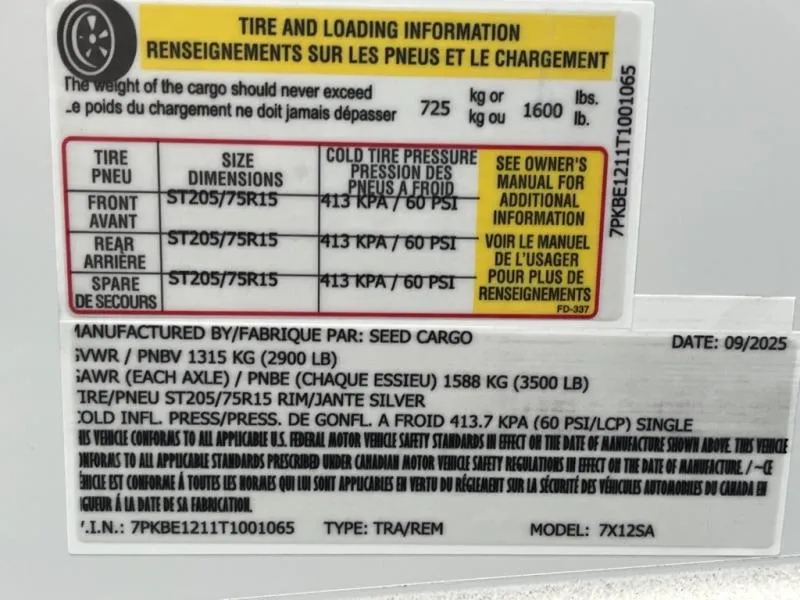 TIRE AND LOADING INFORMATION
RENSEIGNEMENTS SUR LES PNEUS ET LE CHARGEMENT
The weight of the cargo should never exceed
Le poids du chargement ne doit jamais dépasser
725 kg or kg ou 1600 lbs. lb.
TIRE PNEU
SIZE DIMENSIONS
COLD TIRE PRESSURE PRESSION DES PNEUS A FROID
FRONT AVANT
ST205/75R15
413 KPA / 60 PSI
REAR ARRIÈRE
ST205/75R15
413 KPA / 60 PSI
SPARE DE SECOURS
ST205/75R15
413 KPA / 60 PSI
SEE OWNER'S
MANUAL FOR
ADDITIONAL
INFORMATION
VOIR LE MANUEL
DE L'USAGER
POUR PLUS DE
RENSEIGNEMENTS
FD-337
7PKBE1211T1001065
MANUFACTURED BY/FABRIQUE PAR: SEED CARGO DATE: 09/2025
GVWR / PNBV 1315 KG (2900 LB)
GAWR (EACH AXLE) / PNBE (CHAQUE ESSIEU) 1588 KG (3500 LB)
TIRE/PNEU ST205/75R15 RIM/JANTE SILVER
COLD INFL. PRESS/PRESS. DE GONFL. A FROID 413.7 KPA (60 PSI/LCP) SINGLE
THIS VEHICLE CONFORMS TO ALL APPLICABLE U.S. FEDERAL MOTOR VEHICLE SAFETY STANDARDS IN EFFECT ON THE DATE OF MANUFACTURE SHOWN ABOVE. THIS VEHICLE
CONFORMS TO ALL APPLICABLE STANDARDS PRESCRIBED UNDER CANADIAN MOTOR VEHICLE SAFETY REGULATIONS IN EFFECT ON THE DATE OF MANUFACTURE. / ~CE
VÉHICLE EST CONFORME Á TOUTES LES NORMES QUI LUI SONT APPLICABLES EN VERTU DU RÉGLEMENT SUR LA SÉCURITÉ DES VÉHICULES AUTOMOBILES DU CANADA EN
VIGUEUR Á LA DATE DE SA FABRICATION.
V.I.N.: 7PKBE1211T1001065 TYPE: TRA/REM MODEL: 7X12SA